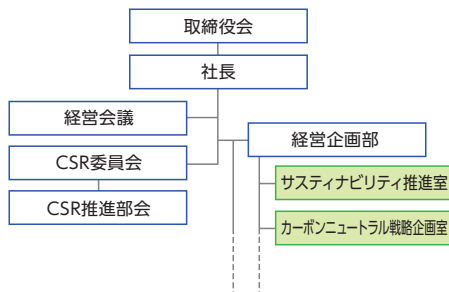 取締役会
社長
経営会議
経営企画部
CSR委員会
サスティナビリティ推進室
CSR推進部会
カーボンニュートラル戦略企画室